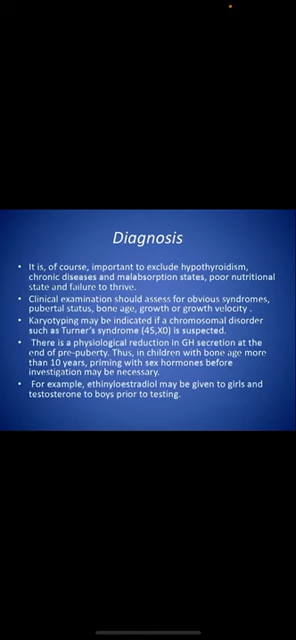 Diagnosis
• It is, of course, important to exclude hypothyroidism,
chronic diseases and malabsorption states, poor nutritional
state and failure to thrive.
• Clinical examination should assess for obvious syndromes,
pubertal status, bone age, growth or growth velocity .
• Karyotyping may be indicated if a chromosomal disorder
such as Turner's syndrome (45,X0) is suspected.
• There is a physiological reduction in GH secretion at the
end of pre-puberty. Thus, in children with bone age more
than 10 years, priming with sex hormones before
investigation may be necessary.
• For example, ethinyloestradiol may be given to girls and
testosterone to boys prior to testing.